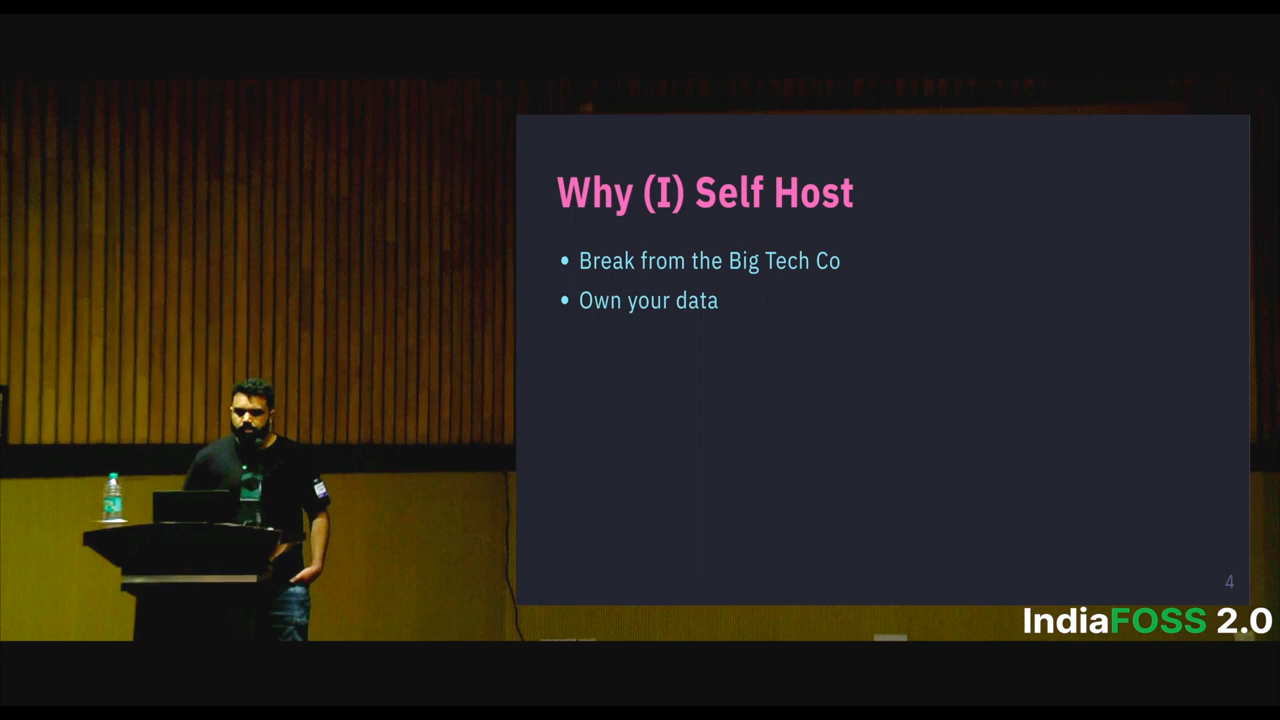 Why (I) Self Host
• Break from the Big Tech Co
• Own your data
4
IndiaFOSS 2.0